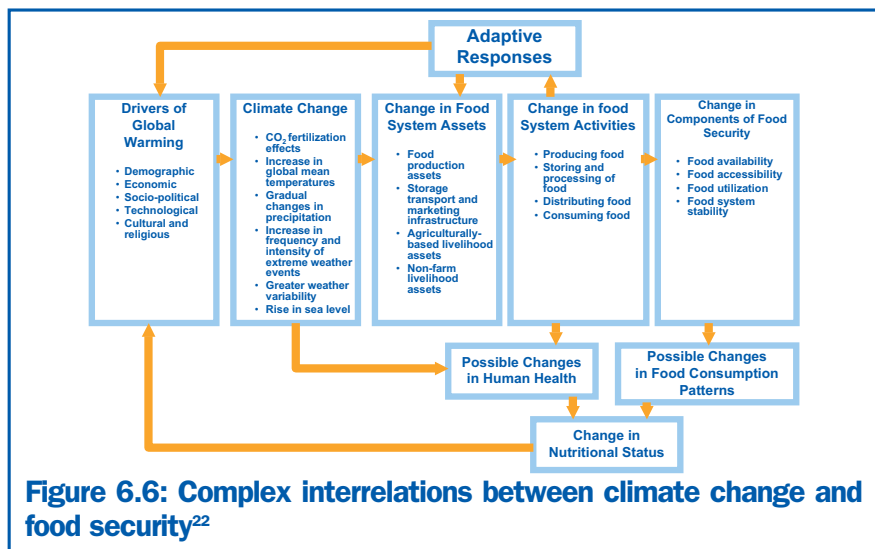 Adaptive
Responses
Drivers of
Global
Warming
• Demographic
• Economic
• Socio-political
• Technological
• Cultural and
religious
Climate Change
• CO₂ fertilization
effects
• Increase in
global mean
temperatures
• Gradual
changes in
precipitation
• Increase in
frequency and
intensity of
extreme weather
events
• Greater weather
variability
• Rise in sea level
Change in Food
System Assets
• Food
production
assets
• Storage
transport and
marketing
infrastructure
• Agriculturally-
based livelihood
assets
• Non-farm
livelihood
assets
Change in food
System Activities
• Producing food
• Storing and
processing of
food
• Distributing food
• Consuming food
Change in
Components of Food
Security
• Food availability
• Food accessibility
• Food utilization
• Food system
stability
Possible Changes
in Human Health
Possible Changes
in Food Consumption
Patterns
Change in
Nutritional Status
Figure 6.6: Complex interrelations between climate change and
food security²²